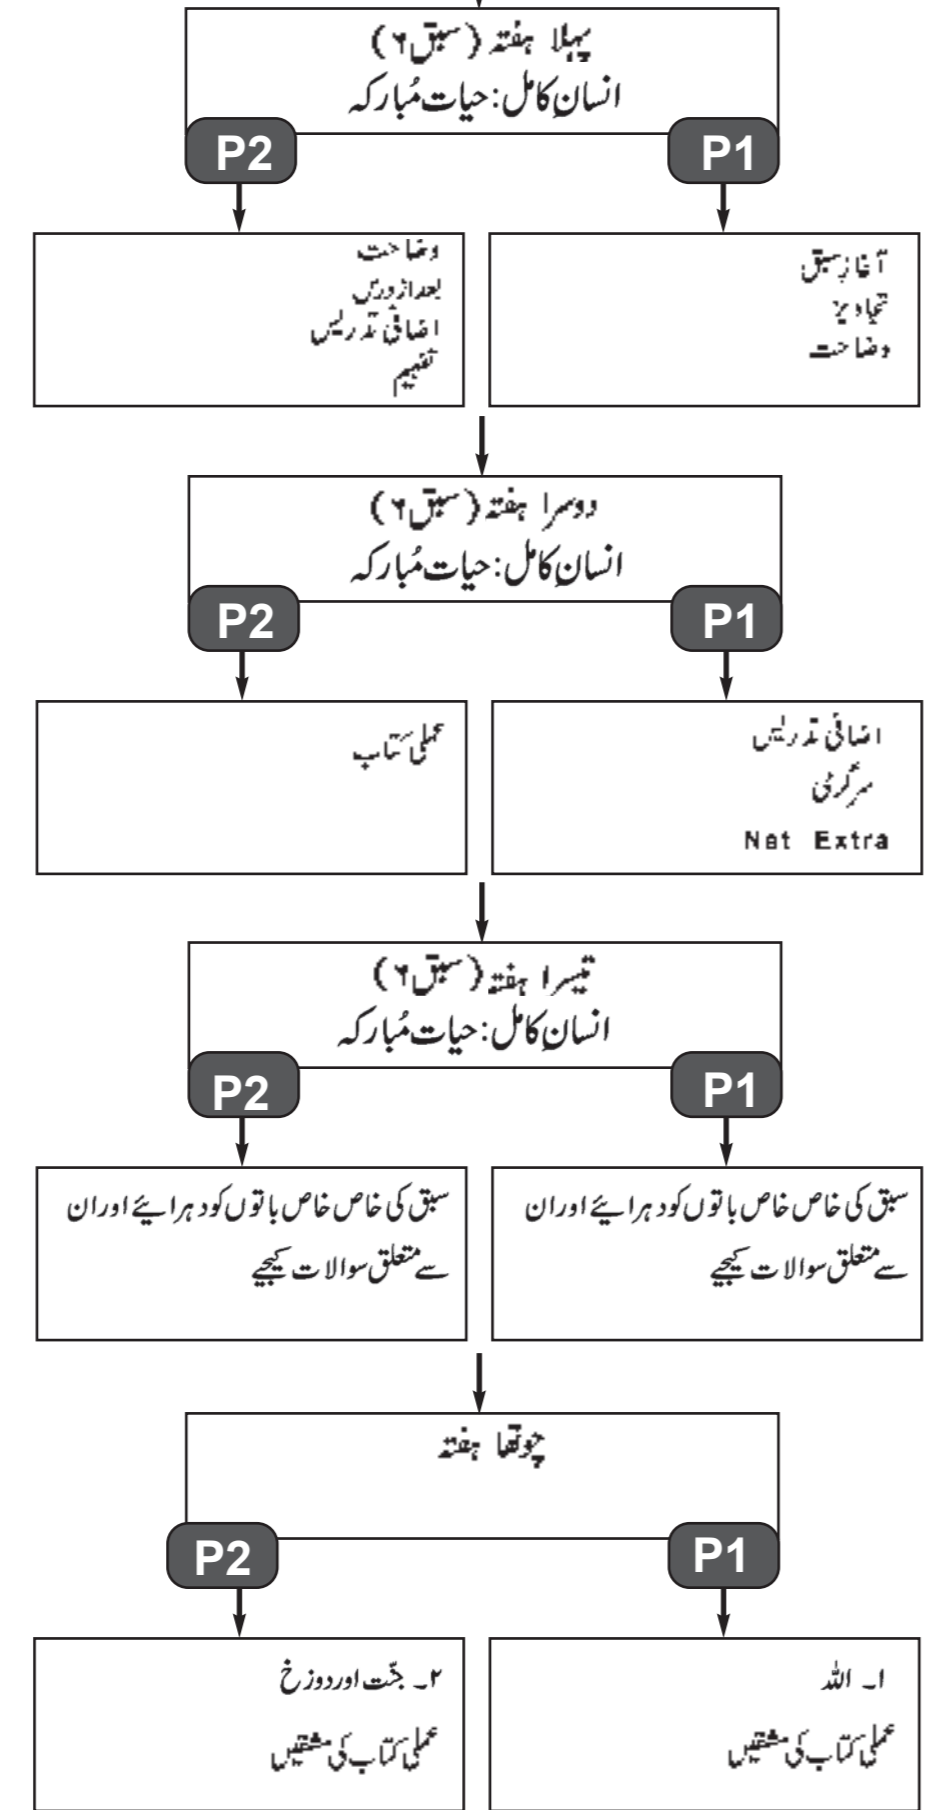 پہلا ہفتہ (سبق ۲)
انسانِ کامل: حیات مُبارکہ
P1
P2
آغازِ سبق
تجاویز
وضاحت
وضاحت
بعد از درس
اضافی تدریس
تفہیم
دوسرا ہفتہ (سبق ۲)
انسانِ کامل: حیات مُبارکہ
P1
P2
اضافی تدریس
سرگرمی
Net Extra
عملی کتاب
تیسرا ہفتہ (سبق ۲)
انسانِ کامل: حیات مُبارکہ
P1
P2
سبق کی خاص خاص باتوں کو دہرایئے اور ان
سے متعلق سوالات کیجیے
سبق کی خاص خاص باتوں کو دہرایئے اور ان
سے متعلق سوالات کیجیے
چوتھا ہفتہ
P1
P2
۱۔ اللہ
عملی کتاب کی مشقیں
۲۔ جنّت اور دوزخ
عملی کتاب کی مشقیں